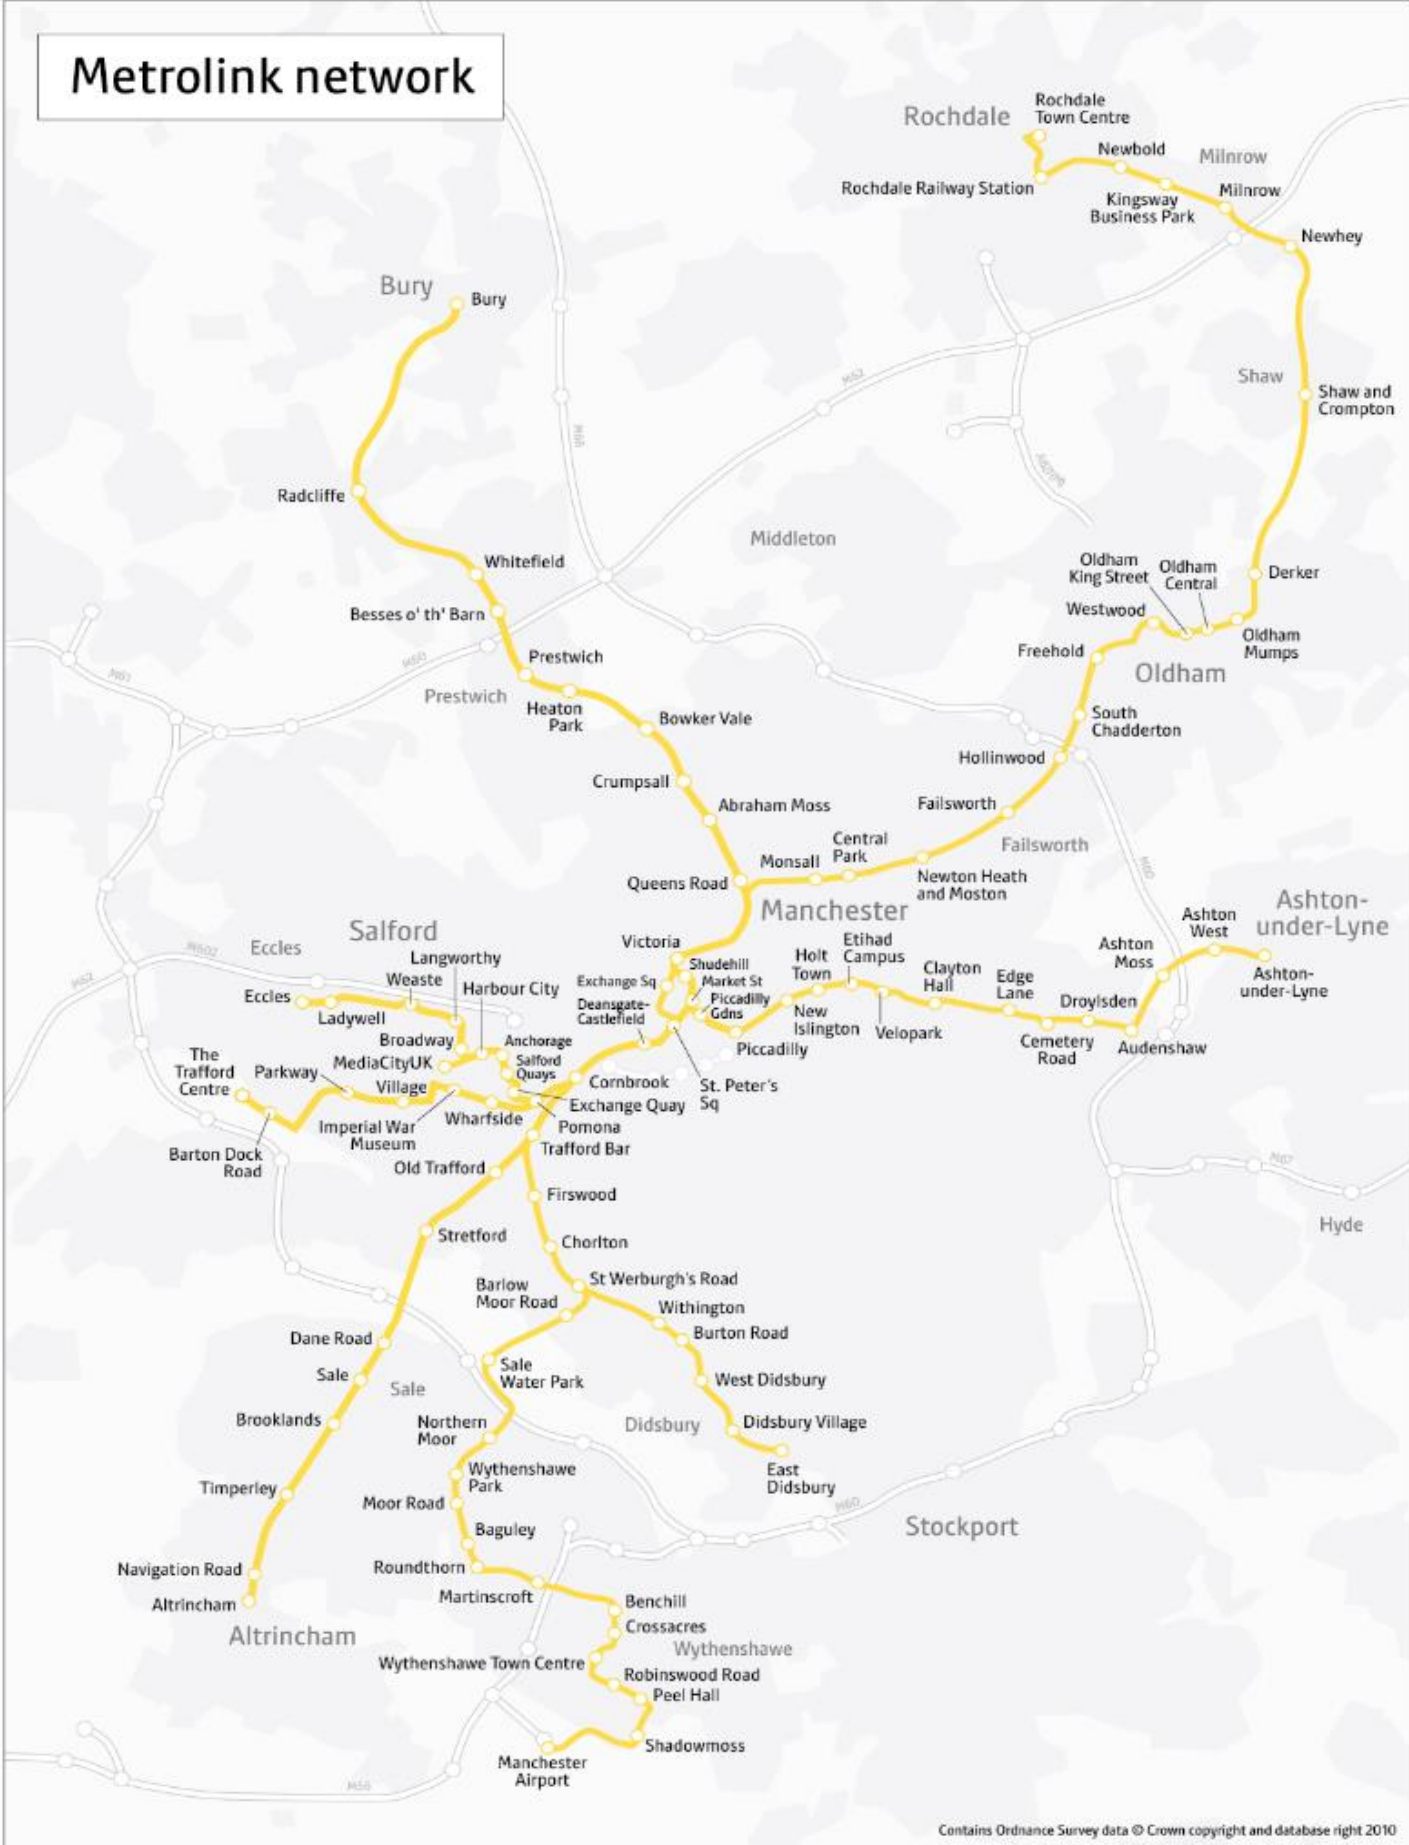 Metrolink network
Rochdale
Rochdale
Town Centre
Newbold
Milnrow
Rochdale Railway Station
Kingsway
Business Park
Milnrow
Newhey
Bury
Bury
M62
Shaw
Shaw and
Crompton
M66
Radcliffe
Middleton
Whitefield
Oldham
King Street
Oldham
Central
Derker
Besses o' th' Barn
Westwood
Oldham
Mumps
Freehold
Oldham
M60
M61
Prestwich
Prestwich
Heaton
Park
Bowker Vale
South
Chadderton
Hollinwood
Crumpsall
Abraham Moss
Failsworth
Failsworth
Central
Park
Monsall
Queens Road
Newton Heath
and Moston
M60
Manchester
Ashton-
under-Lyne
Ashton
West
Ashton
Moss
Ashton-
under-Lyne
Salford
Eccles
M602
M62
Langworthy
Weaste
Harbour City
Victoria
Shudehill
Exchange Sq
Market St
Deansgate-
Castlefield
Piccadilly
Gdns
Holt
Town
Etihad
Campus
Clayton
Hall
Edge
Lane
Droylsden
Eccles
Ladywell
New
Islington
Velopark
Cemetery
Road
Audenshaw
Broadway
Anchorage
MediaCityUK
Salford
Quays
Piccadilly
The
Trafford
Centre
Parkway
Village
Cornbrook
St. Peter's
Sq
Exchange Quay
Wharfside
Pomona
Imperial War
Museum
Trafford Bar
Barton Dock
Road
Old Trafford
M67
Firswood
Hyde
Stretford
Chorlton
St Werburgh's Road
Barlow
Moor Road
Withington
Burton Road
Dane Road
Sale
Sale
Sale
Water Park
West Didsbury
Brooklands
Northern
Moor
Didsbury
Didsbury Village
East
Didsbury
Wythenshawe
Park
Timperley
Moor Road
M60
Baguley
Stockport
Navigation Road
Roundthorn
Martinscroft
Altrincham
Altrincham
Benchill
Crossacres
Wythenshawe
Wythenshawe Town Centre
Robinswood Road
Peel Hall
Shadowmoss
Manchester
Airport
M56
Contains Ordnance Survey data © Crown copyright and database right 2010